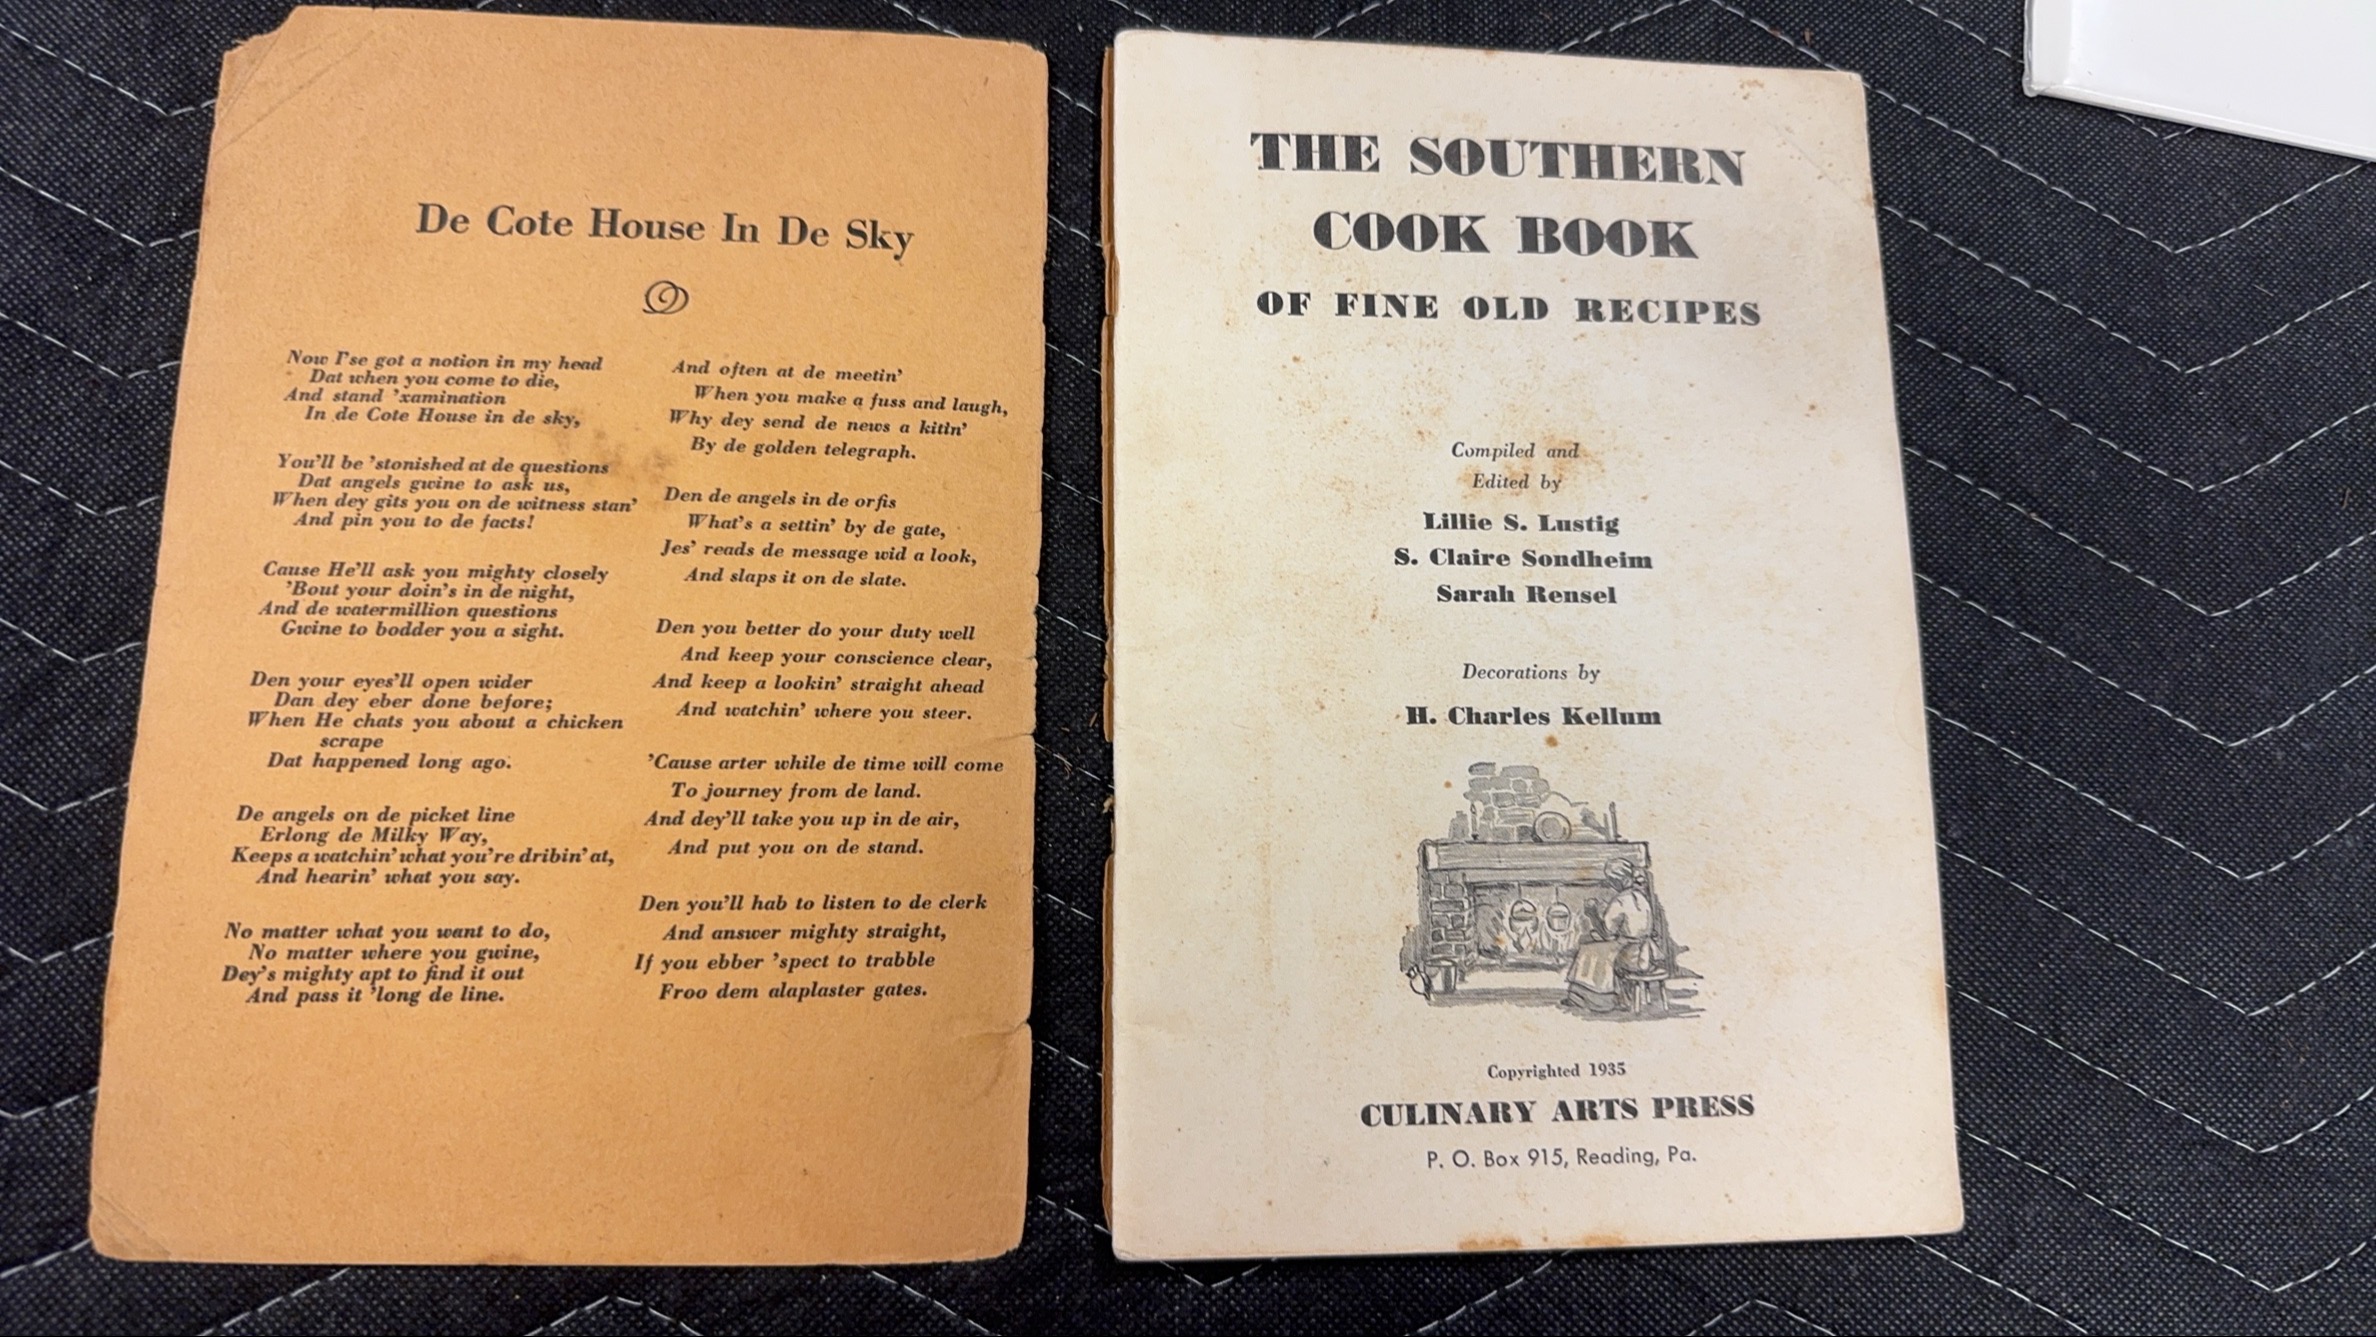 De Cote House In De Sky
Now I'se got a notion in my head
Dat when you come to die,
And stand 'xamination
In de Cote House in de sky,
You'll be 'stonished at de questions
Dat angels gwine to ask us,
When dey gits you on de witness stan'
And pin you to de facts!
Cause He'll ask you mighty closely
'Bout your doin's in de night,
And de watermillion questions
Gwine to bodder you a sight.
Den your eyes'll open wider
Dan dey eber done before;
When He chats you about a chicken
scrape
Dat happened long ago.
De angels on de picket line
Erlong de Milky Way,
Keeps a watchin' what you're dribin' at,
And hearin' what you say.
No matter what you want to do,
No matter where you gwine,
Dey's mighty apt to find it out
And pass it 'long de line.
And often at de meetin'
When you make a fuss and laugh,
Why dey send de news a kitin'
By de golden telegraph.
Den de angels in de orfis
What's a settin' by de gate,
Jes' reads de message wid a look,
And slaps it on de slate.
Den you better do your duty well
And keep your conscience clear,
And keep a lookin' straight ahead
And watchin' where you steer.
'Cause arter while de time will come
To journey from de land.
And dey'll take you up in de air,
And put you on de stand.
Den you'll hab to listen to de clerk
And answer mighty straight,
If you ebber 'spect to trabble
Froo dem alaplaster gates.
THE SOUTHERN
COOK BOOK
OF FINE OLD RECIPES
Compiled and
Edited by
Lillie S. Lustig
S. Claire Sondheim
Sarah Rensel
Decorations by
H. Charles Kellum
Copyrighted 1935
CULINARY ARTS PRESS
P. O. Box 915, Reading, Pa.